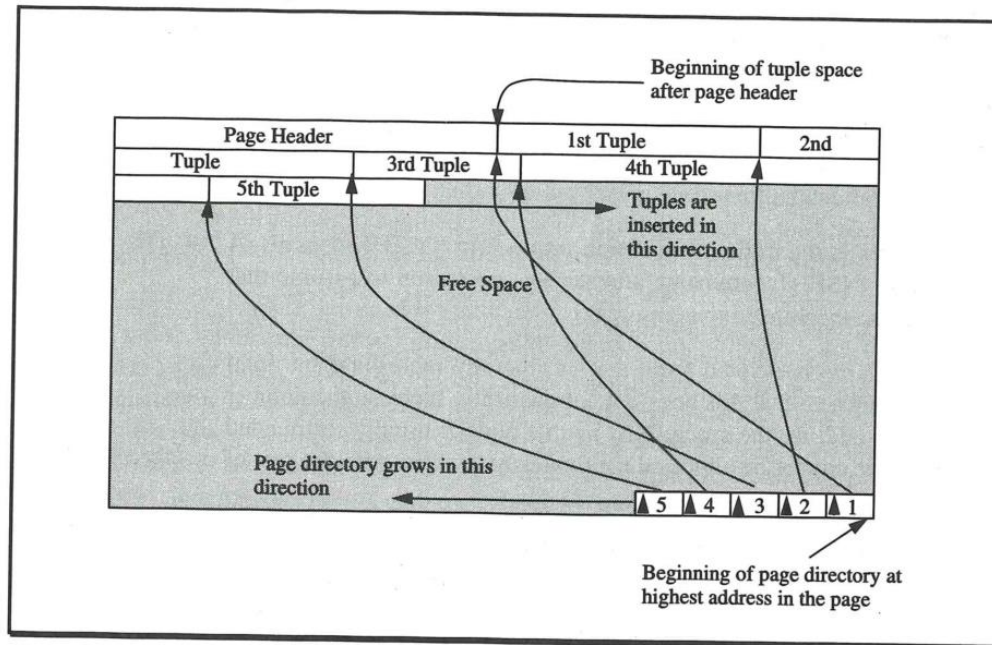 Beginning of tuple space
after page header
Page Header
1st Tuple
2nd
Tuple
3rd Tuple
4th Tuple
5th Tuple
Tuples are
inserted in
this direction
Free Space
Page directory grows in this
direction
5 4 3 2 1
Beginning of page directory at
highest address in the page